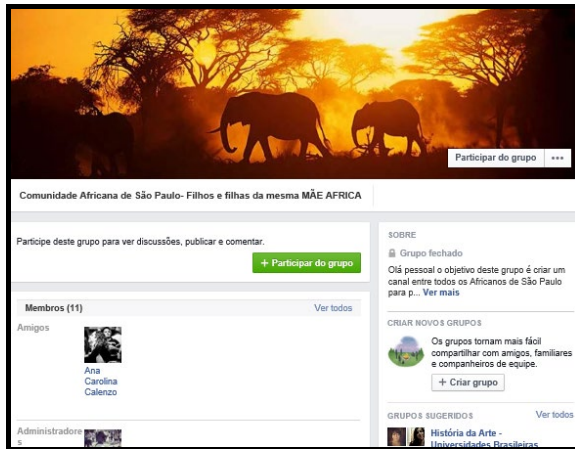 Participar do grupo
Comunidade Africana de São Paulo- Filhos e filhas da mesma MÃE AFRICA
Participe deste grupo para ver discussões, publicar e comentar.
+ Participar do grupo
Membros (11)
Ver todos
Amigos
Ana
Carolina
Calenzo
Administradore
s
SOBRE
Grupo fechado
Olá pessoal o objetivo deste grupo é criar um
canal entre todos os Africanos de São Paulo
para p... Ver mais
CRIAR NOVOS GRUPOS
Os grupos tornam mais fácil
compartilhar com amigos, familiares
e companheiros de equipe.
+ Criar grupo
GRUPOS SUGERIDOS
Ver todos
História da Arte -
Universidades Brasileiras